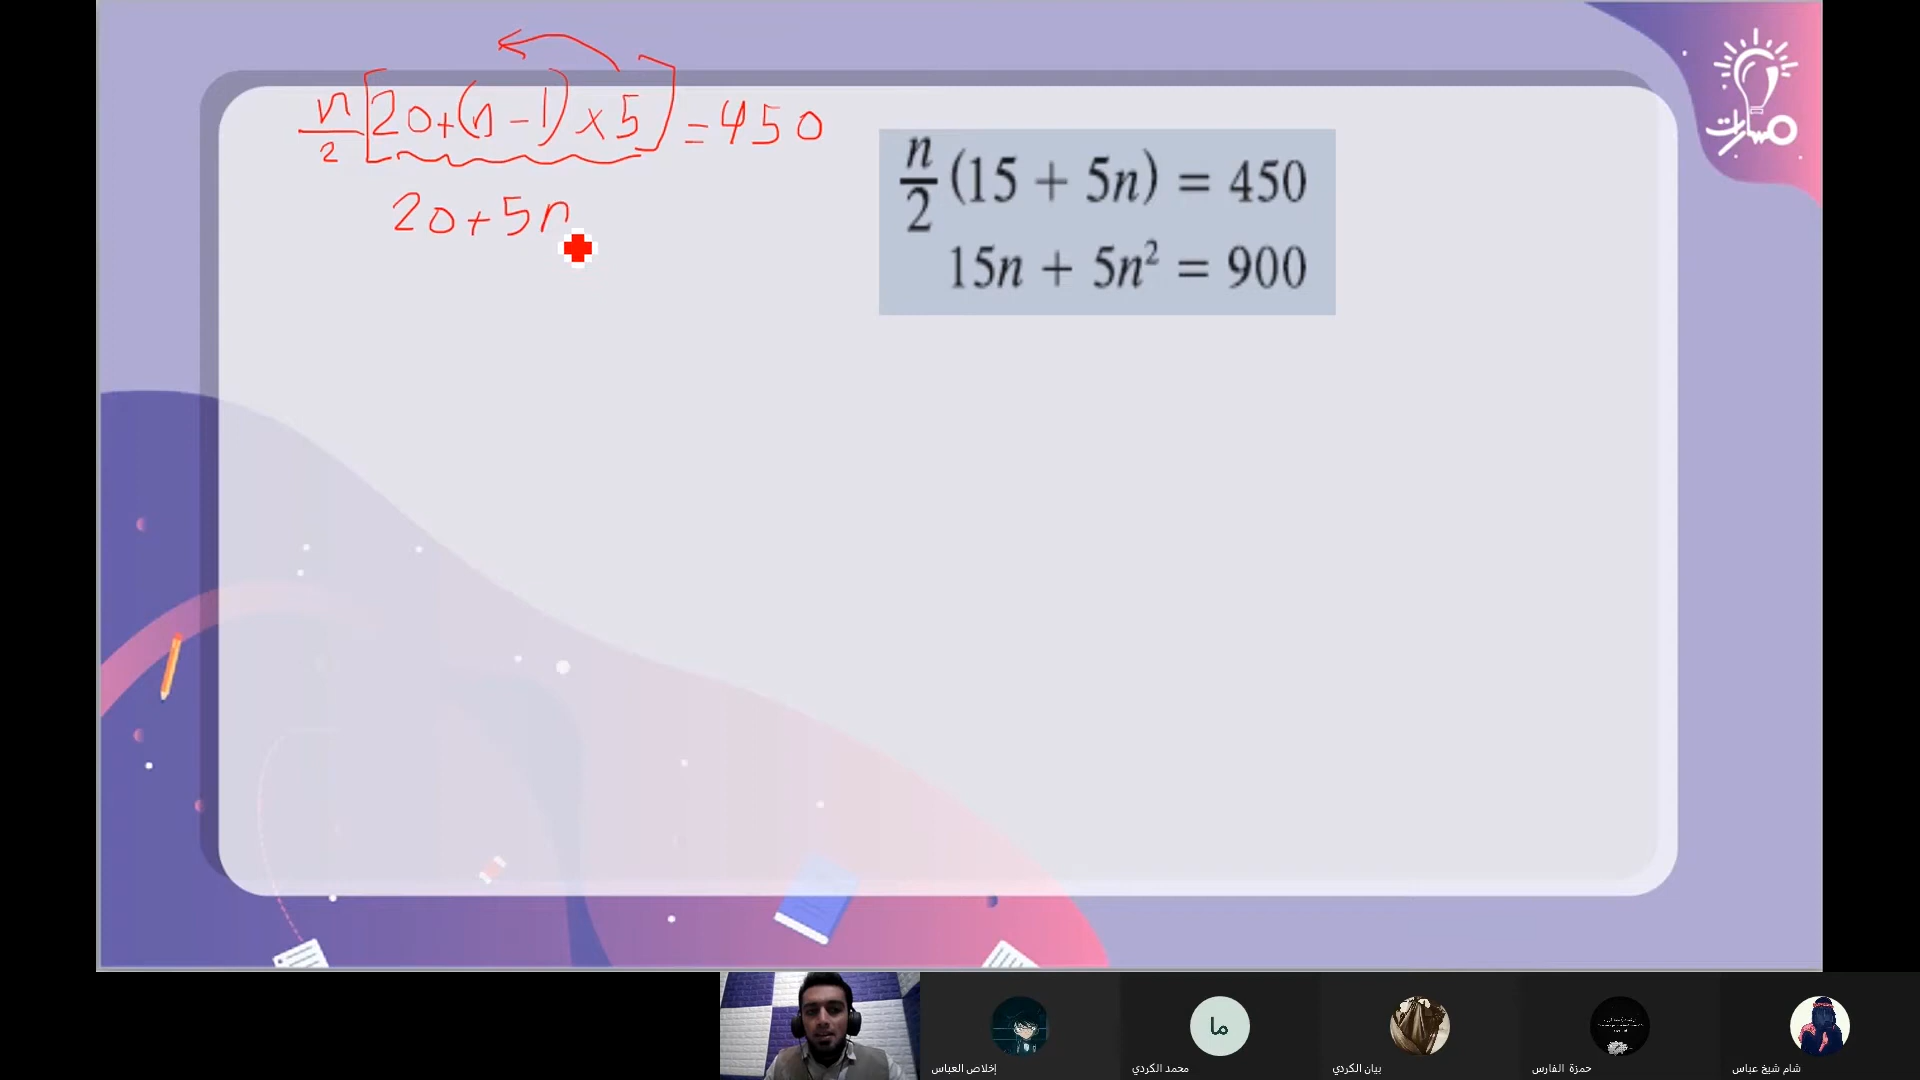 n/2 [20+(n-1)×5] = 450
20+5n
n/2 (15 + 5n) = 450
15n + 5n² = 900
مسارات
إخلاص العباس
ما
محمد الكردي
بيان الكردي
حمزة الفارس
شام شيخ عباس